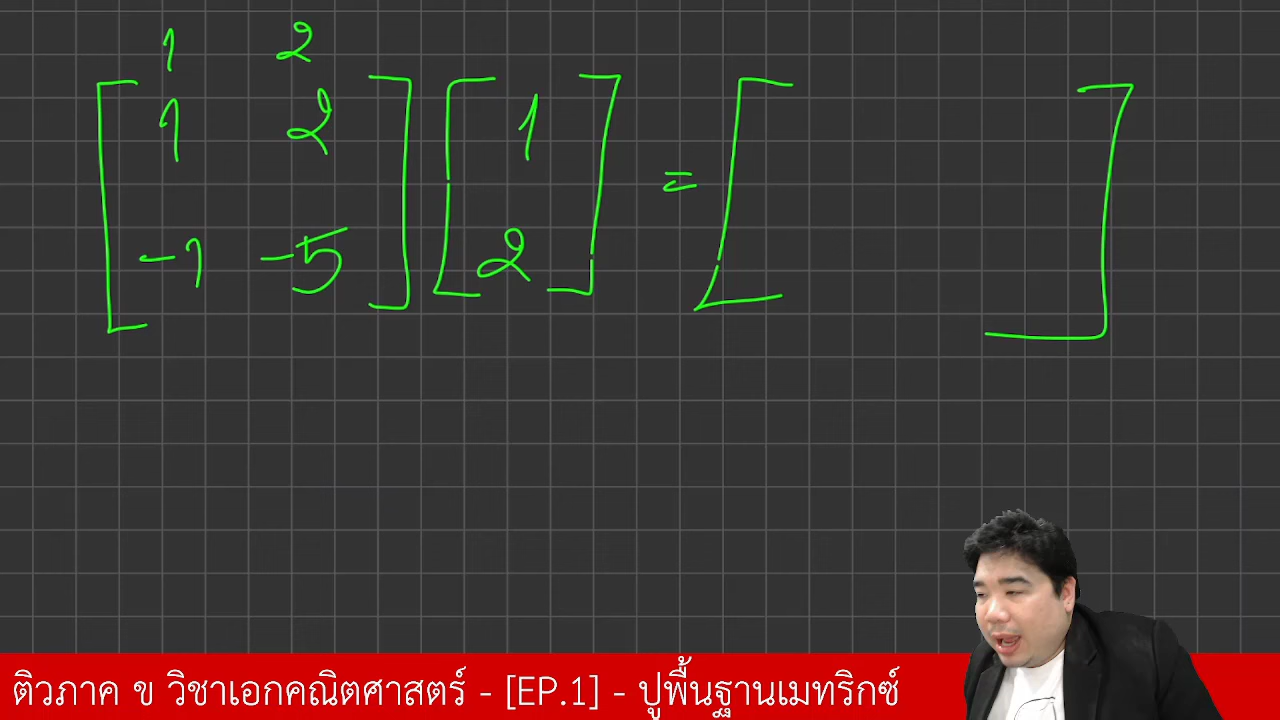 1 2
[ 1 2 ] [ 1 ] = [ ]
-1 -5 2
ติวภาค ข วิชาเอกคณิตศาสตร์ - [EP.1] - ปูพื้นฐานเมทริกซ์